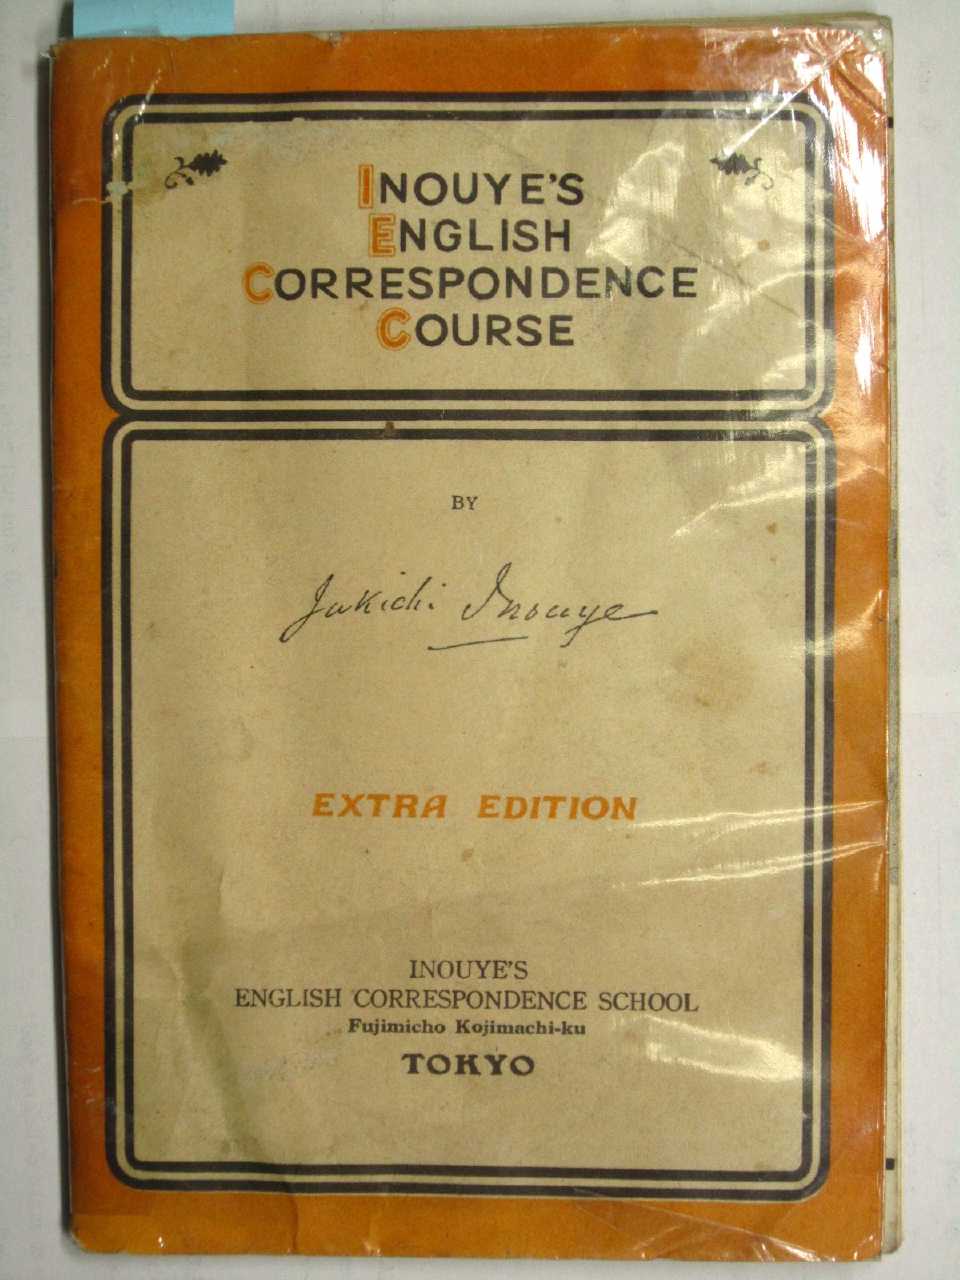 INOUYE'S
ENGLISH
CORRESPONDENCE
COURSE
BY
Jukichi Inouye
EXTRA EDITION
INOUYE'S
ENGLISH CORRESPONDENCE SCHOOL
Fujimicho Kojimachi-ku
TOKYO